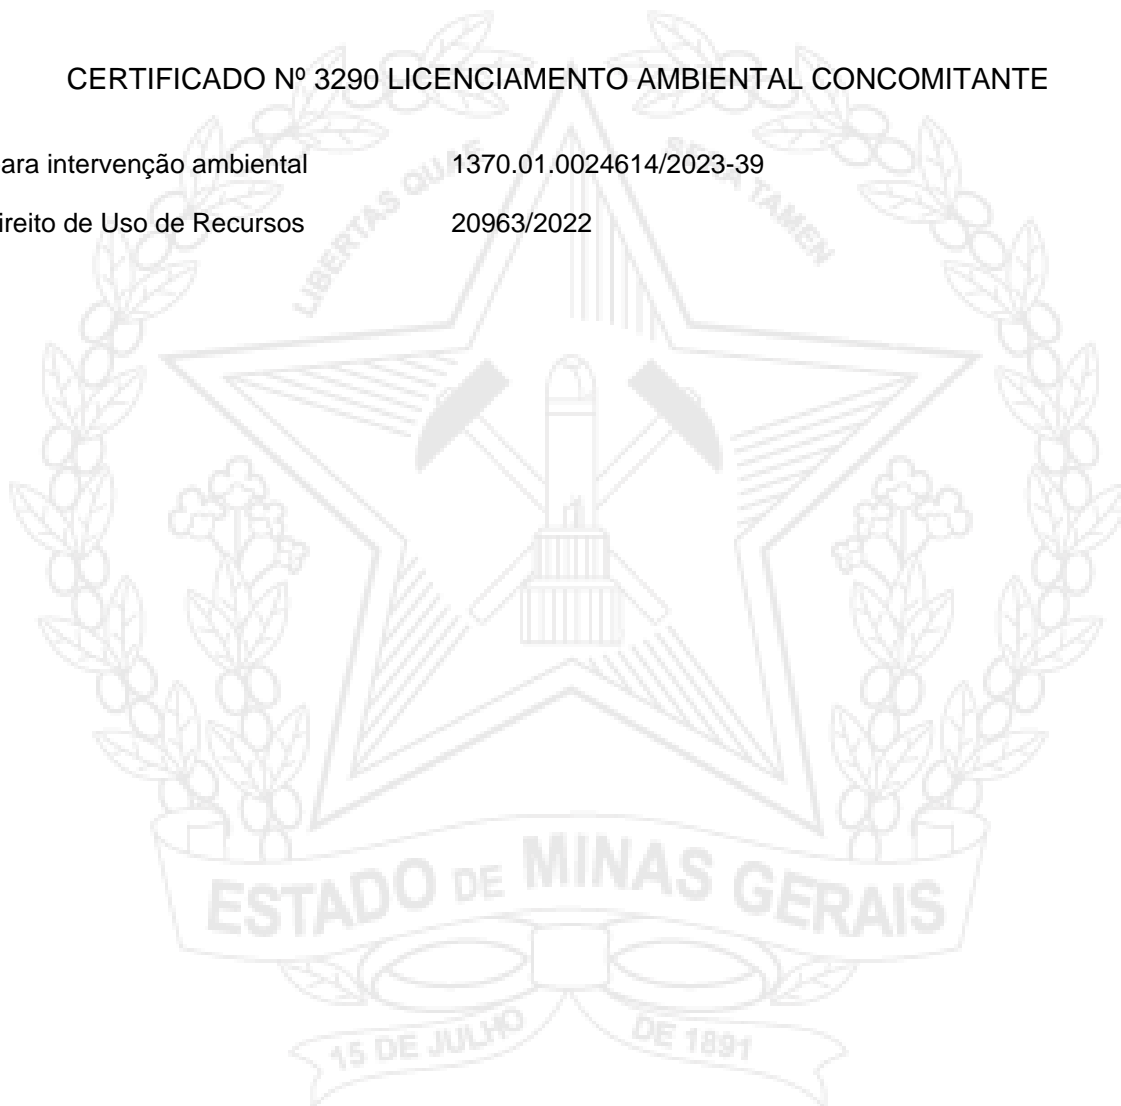 CERTIFICADO Nº 3290 LICENCIAMENTO AMBIENTAL CONCOMITANTE
ara intervenção ambiental 1370.01.0024614/2023-39
ireito de Uso de Recursos 20963/2022
LIBERTAS QUAE SERA TAMEN
ESTADO DE MINAS GERAIS
15 DE JULHO DE 1891